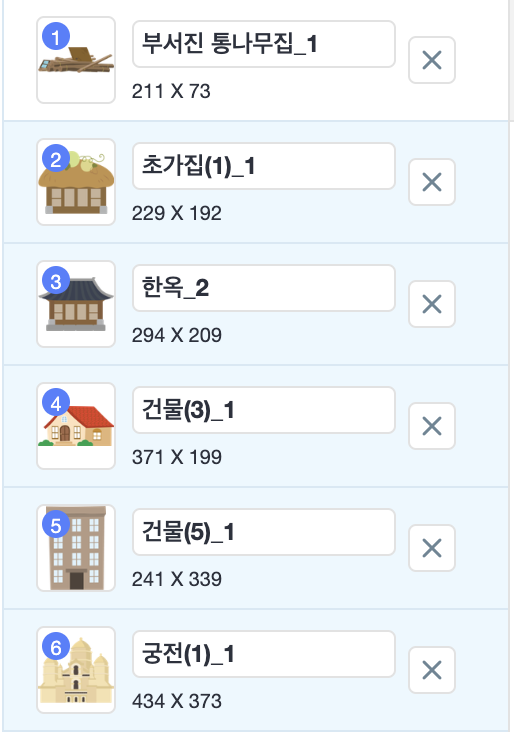 1
부서진 통나무집_1
211 X 73
2
초가집(1)_1
229 X 192
3
한옥_2
294 X 209
4
건물(3)_1
371 X 199
5
건물(5)_1
241 X 339
6
궁전(1)_1
434 X 373